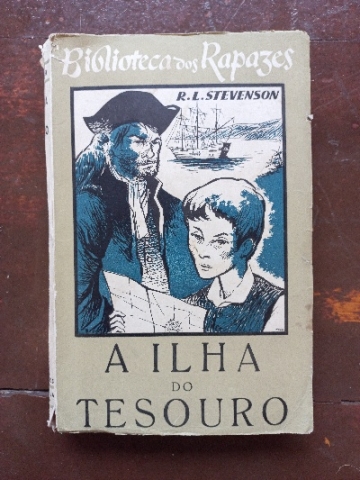 Biblioteca dos Rapazes
R.L. STEVENSON
A ILHA
DO
TESOURO